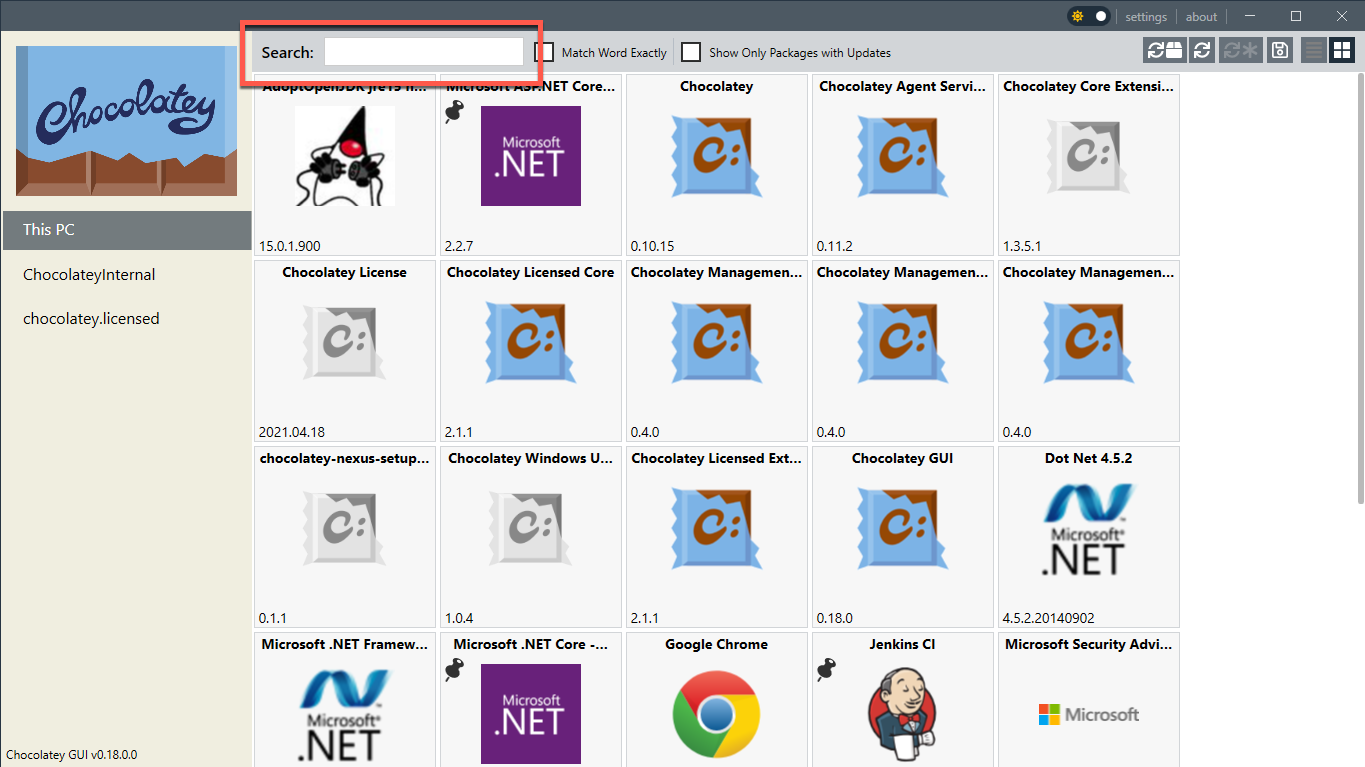 settings
about
Search:
Match Word Exactly
Show Only Packages with Updates
Chocolatey
This PC
ChocolateyInternal
chocolatey.licensed
Chocolatey GUI v0.18.0.0
AdoptOpenJDK jre15 ...
Microsoft ASP.NET Core...
Chocolatey
Chocolatey Agent Servi...
Chocolatey Core Extensi...
Microsoft
.NET
C:
C:
C:
15.0.1.900
2.2.7
0.10.15
0.11.2
1.3.5.1
Chocolatey License
Chocolatey Licensed Core
Chocolatey Managemen...
Chocolatey Managemen...
Chocolatey Managemen...
C:
C:
C:
C:
C:
2021.04.18
2.1.1
0.4.0
0.4.0
0.4.0
chocolatey-nexus-setup...
Chocolatey Windows U...
Chocolatey Licensed Ext...
Chocolatey GUI
Dot Net 4.5.2
C:
C:
C:
C:
Microsoft®
.NET
0.1.1
1.0.4
2.1.1
0.18.0
4.5.2.20140902
Microsoft .NET Framew...
Microsoft .NET Core -...
Google Chrome
Jenkins CI
Microsoft Security Advi...
Microsoft®
.NET
Microsoft
.NET
Microsoft